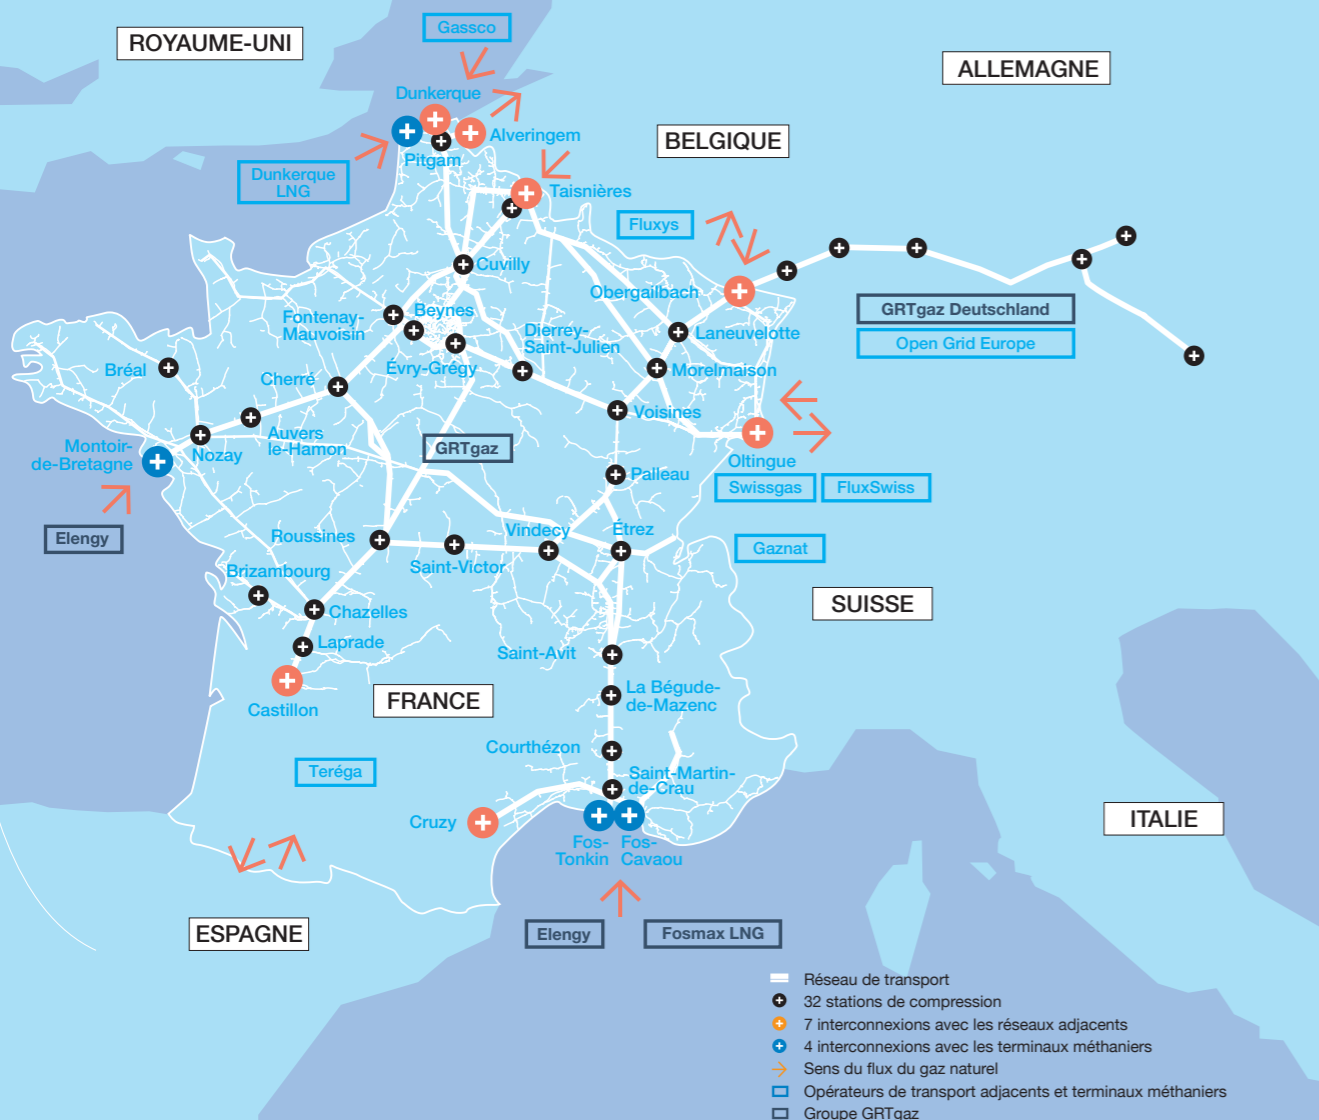 Gassco
ROYAUME-UNI
ALLEMAGNE
Dunkerque
Alveringem
BELGIQUE
Pitgam
Dunkerque
LNG
Taisnières
Fluxys
Cuvilly
Obergailbach
GRTgaz Deutschland
Open Grid Europe
Fontenay-
Mauvoisin
Beynes
Dierrey-
Saint-Julien
Laneuvelotte
Évry-Grégy
Morelmaison
Bréal
Cherré
Voisines
Auvers
le-Hamon
Nozay
Montoir-
de-Bretagne
GRTgaz
Oltingue
Palleau
Swissgas
FluxSwiss
Elengy
Roussines
Vindecy
Étrez
Saint-Victor
Gaznat
Brizambourg
Chazelles
SUISSE
Laprade
Saint-Avit
Castillon
FRANCE
La Bégude-
de-Mazenc
Courthézon
Teréga
Saint-Martin-
de-Crau
Cruzy
Fos-
Tonkin
Fos-
Cavaou
ITALIE
ESPAGNE
Elengy
Fosmax LNG
Réseau de transport
32 stations de compression
7 interconnexions avec les réseaux adjacents
4 interconnexions avec les terminaux méthaniers
Sens du flux du gaz naturel
Opérateurs de transport adjacents et terminaux méthaniers
Groupe GRTgaz